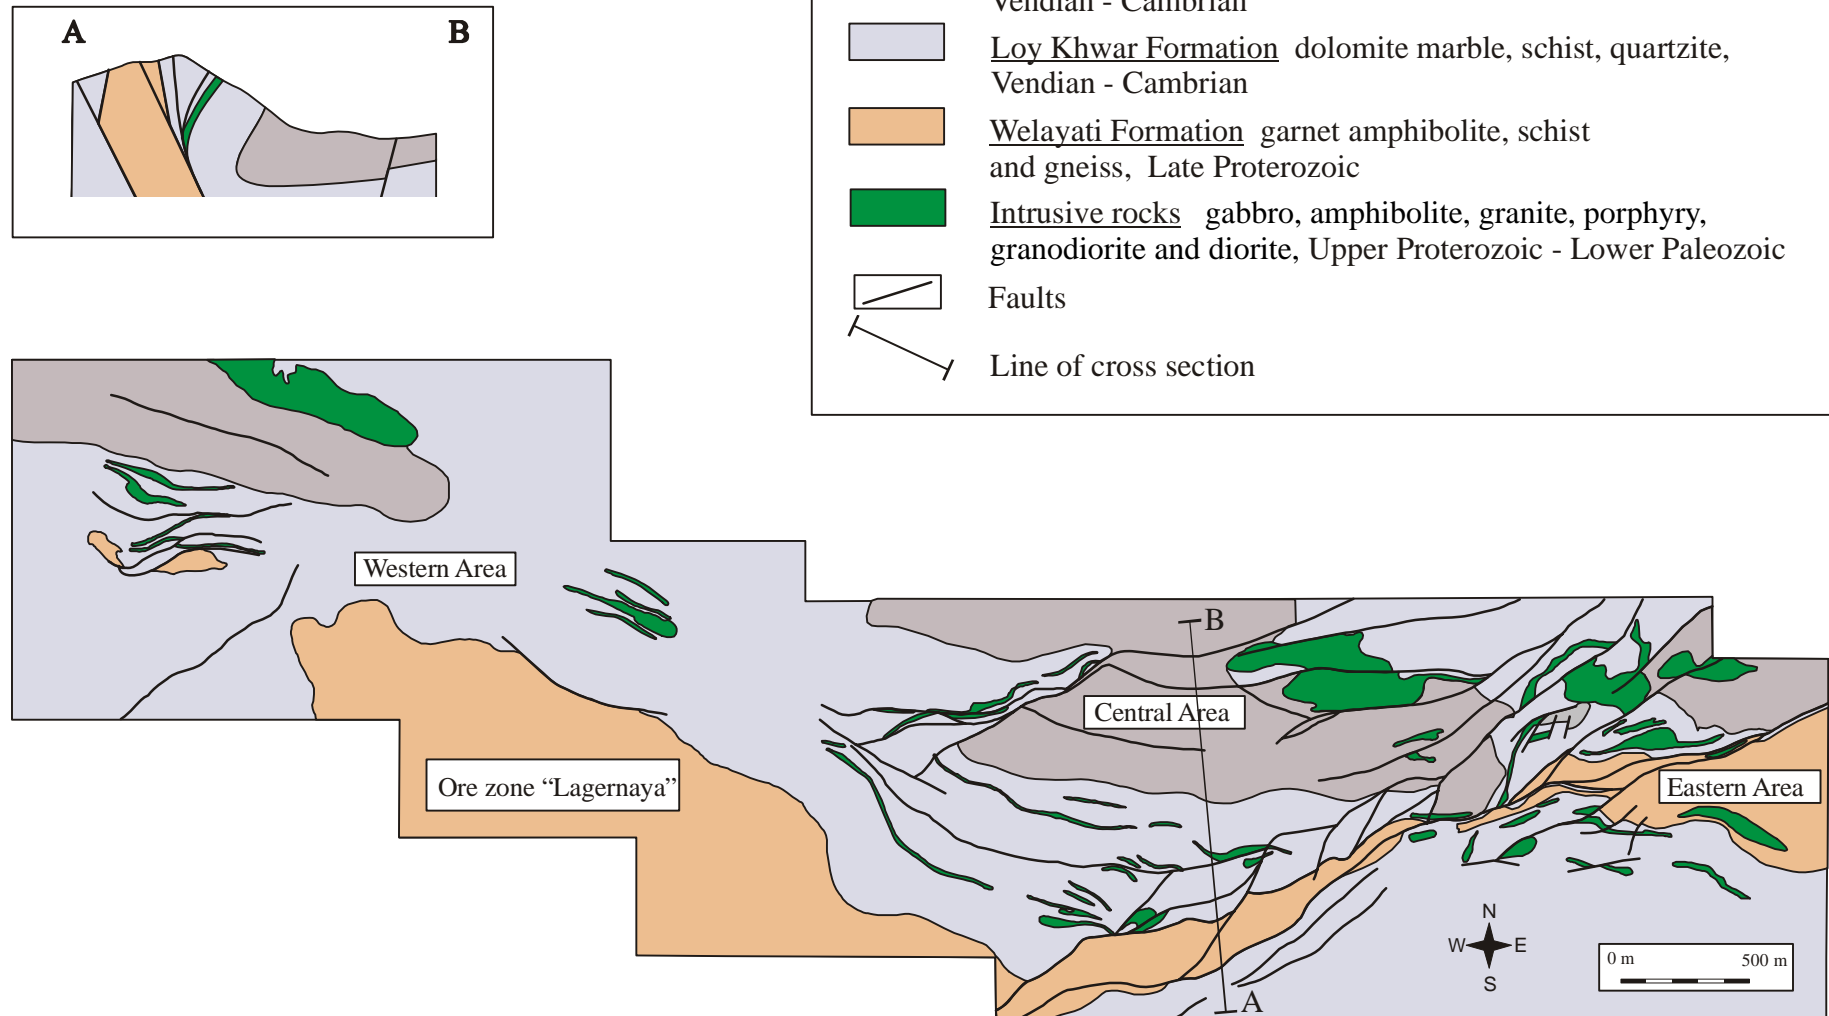 A B
Vendian - Cambrian
Loy Khwar Formation dolomite marble, schist, quartzite,
Vendian - Cambrian
Welayati Formation garnet amphibolite, schist
and gneiss, Late Proterozoic
Intrusive rocks gabbro, amphibolite, granite, porphyry,
granodiorite and diorite, Upper Proterozoic - Lower Paleozoic
Faults
Line of cross section
Western Area
B
Central Area
Ore zone “Lagernaya”
Eastern Area
N
W E
S
0 m 500 m
A